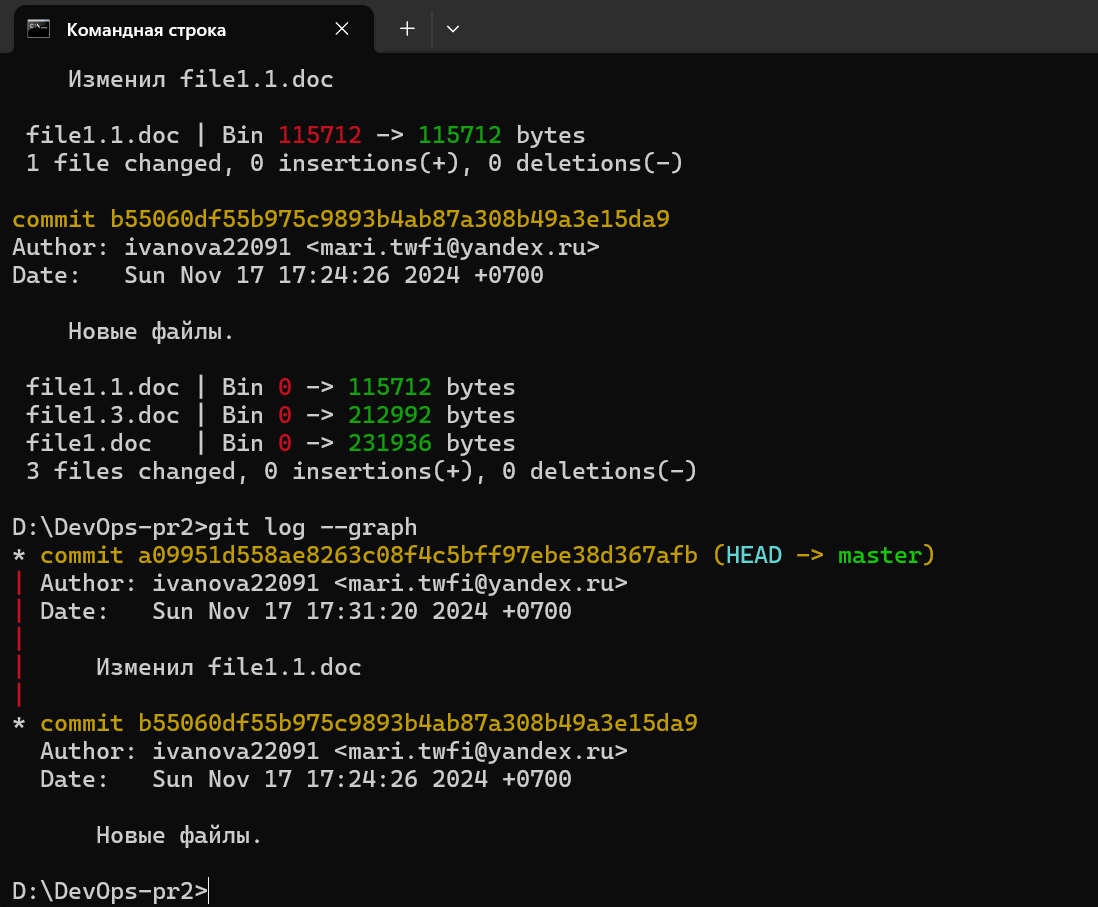 Командная строка
Изменил file1.1.doc
file1.1.doc | Bin 115712 -> 115712 bytes
1 file changed, 0 insertions(+), 0 deletions(-)
commit b55060df55b975c9893b4ab87a308b49a3e15da9
Author: ivanova22091 <mari.twfi@yandex.ru>
Date:   Sun Nov 17 17:24:26 2024 +0700
Новые файлы.
file1.1.doc | Bin 0 -> 115712 bytes
file1.3.doc | Bin 0 -> 212992 bytes
file1.doc   | Bin 0 -> 231936 bytes
3 files changed, 0 insertions(+), 0 deletions(-)
D:\DevOps-pr2>git log --graph
* commit a09951d558ae8263c08f4c5bff97ebe38d367afb (HEAD -> master)
| Author: ivanova22091 <mari.twfi@yandex.ru>
| Date:   Sun Nov 17 17:31:20 2024 +0700
|
|     Изменил file1.1.doc
|
* commit b55060df55b975c9893b4ab87a308b49a3e15da9
Author: ivanova22091 <mari.twfi@yandex.ru>
Date:   Sun Nov 17 17:24:26 2024 +0700
Новые файлы.
D:\DevOps-pr2>